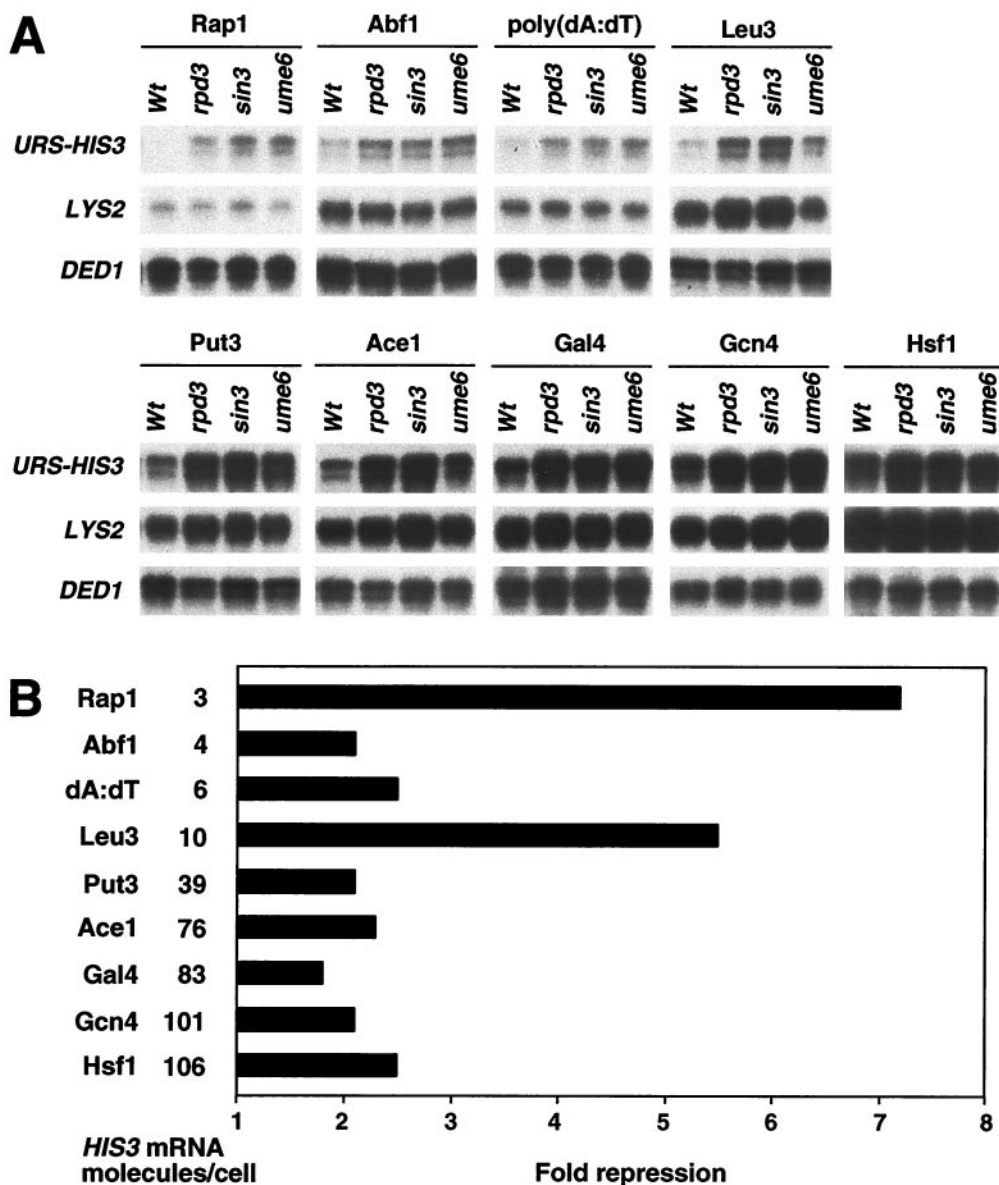 A
Rap1 Abf1 poly(dA:dT) Leu3
Wt rpd3 sin3 ume6 Wt rpd3 sin3 ume6 Wt rpd3 sin3 ume6 Wt rpd3 sin3 ume6
URS-HIS3
LYS2
DED1
Put3 Ace1 Gal4 Gcn4 Hsf1
Wt rpd3 sin3 ume6 Wt rpd3 sin3 ume6 Wt rpd3 sin3 ume6 Wt rpd3 sin3 ume6 Wt rpd3 sin3 ume6
URS-HIS3
LYS2
DED1
B
Rap1 3
Abf1 4
dA:dT 6
Leu3 10
Put3 39
Ace1 76
Gal4 83
Gcn4 101
Hsf1 106
1 2 3 4 5 6 7 8
HIS3 mRNA
molecules/cell
Fold repression